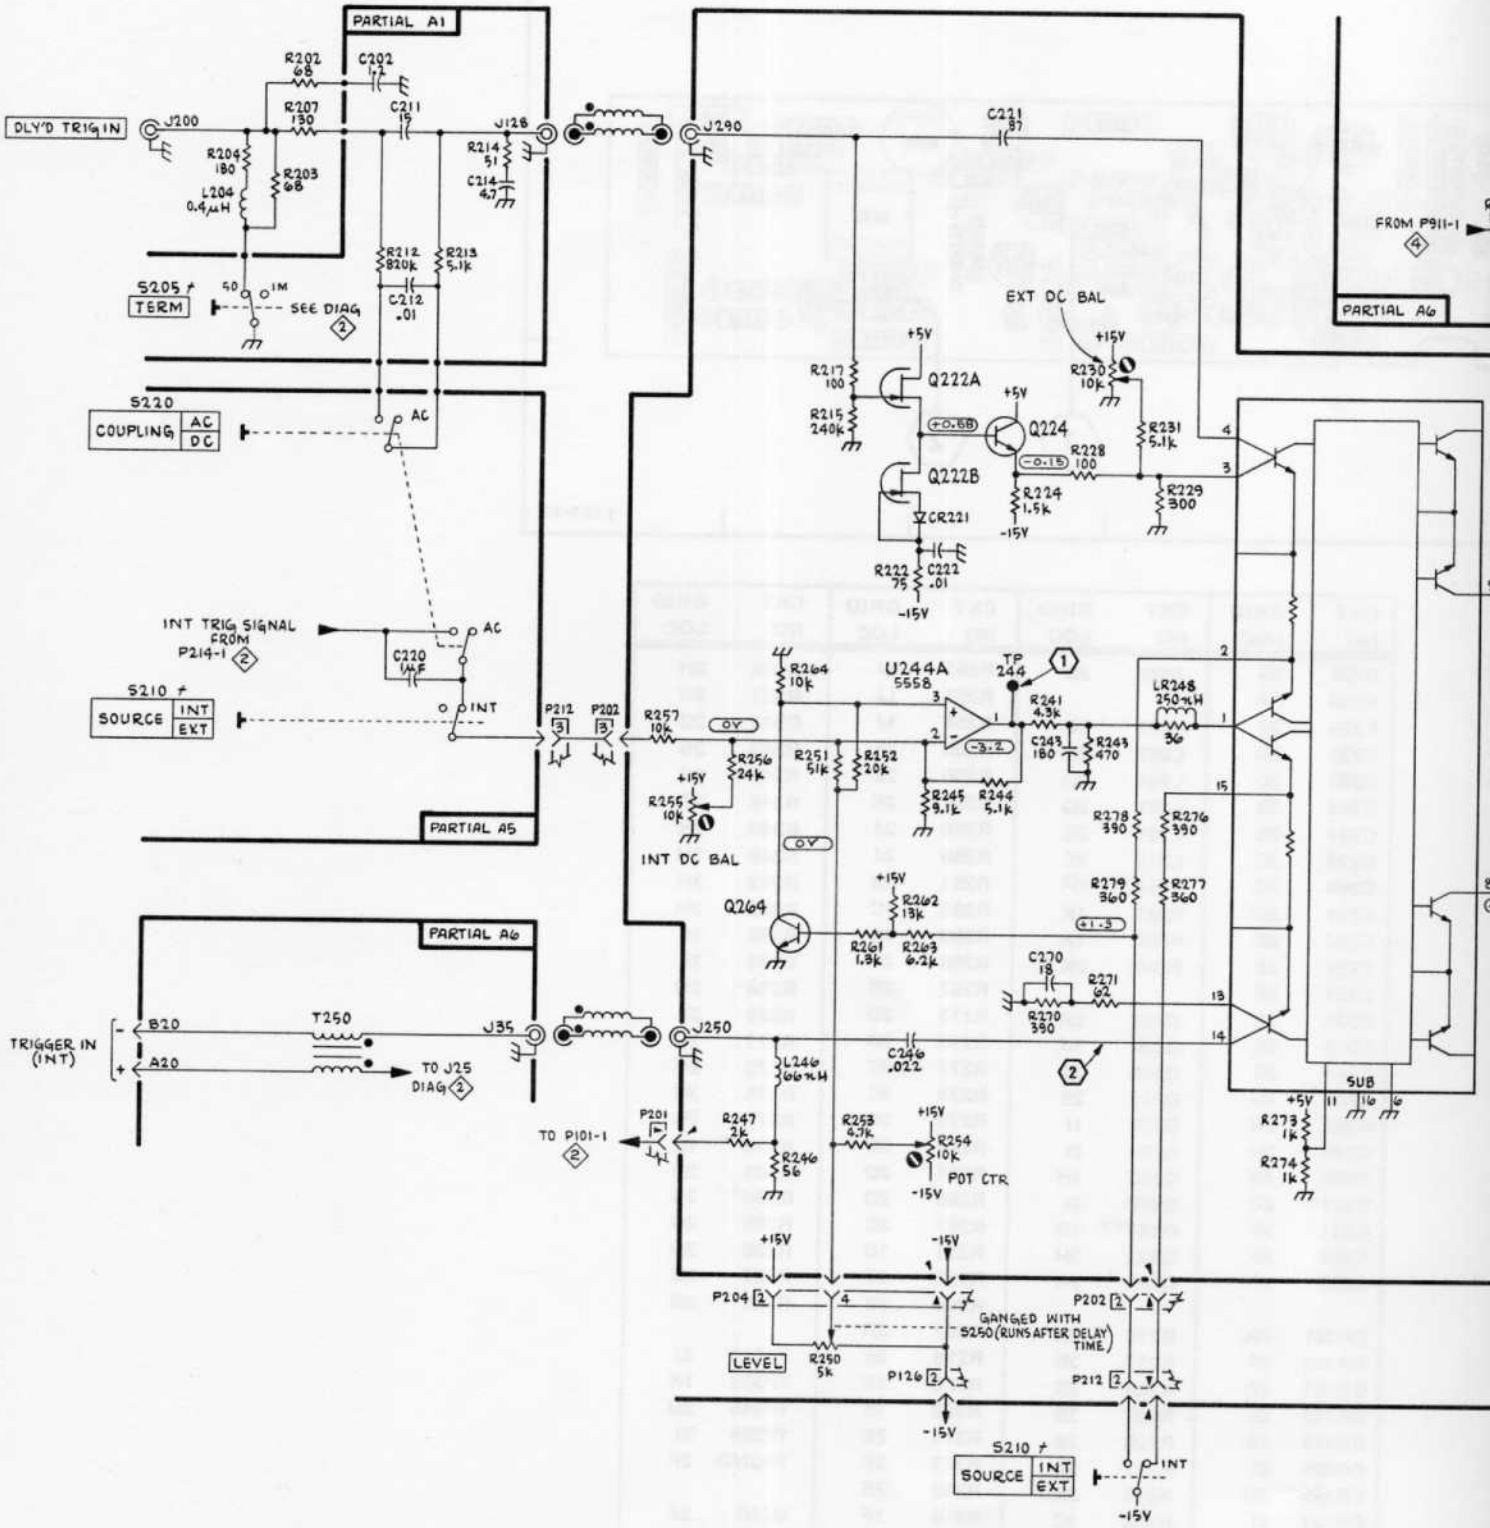 PARTIAL A1
R202
68
C202
1.2
DLY'D TRIG IN
J200
R207
130
C211
15
J128
J290
C221
37
R204
180
R203
68
R214
51
C214
4.7
L204
0.4µH
FROM P911-1
4
R212
820k
R213
5.1k
C212
.01
S205 †
TERM
50
1M
SEE DIAG
2
PARTIAL A6
EXT DC BAL
+15V
R230
10k
+5V
R217
100
Q222A
R215
240k
+0.58
+5V
Q224
-0.15
R228
100
R231
5.1k
4
3
S220
COUPLING
AC
DC
AC
Q222B
R224
1.5k
-15V
R229
300
CR221
R222
75
C222
.01
-15V
INT TRIG SIGNAL
FROM
P214-1
2
AC
C220
1µF
S210 †
SOURCE
INT
EXT
INT
P212
3
P202
3
R257
10k
0V
R264
10k
U244A
5558
TP
244
1
3
+
2
-
1
-3.2
R241
4.3k
C243
180
R243
470
LR248
250nH
36
2
1
15
R256
24k
R251
51k
R252
20k
R245
9.1k
R244
5.1k
+15V
R255
10k
INT DC BAL
0V
R278
390
R276
390
PARTIAL A5
R279
360
R277
360
+1.3
Q264
+15V
R262
13k
R261
1.3k
R263
6.2k
PARTIAL A6
C270
18
R270
390
R271
62
13
14
TRIGGER IN
(INT)
-
B20
+
A20
T250
J35
J250
TO J25
DIAG
2
L246
66nH
C246
.022
2
SUB
11
16
6
+5V
R273
1k
R274
1k
TO P101-1
2
P201
R247
2k
R246
56
R253
4.7k
+15V
R254
10k
-15V
POT CTR
+15V
-15V
P204
2
4
P202
2
GANGED WITH
S250 (RUNS AFTER DELAY
TIME)
LEVEL
R250
5k
P126
2
P212
2
-15V
S210 †
SOURCE
INT
EXT
INT
-15V